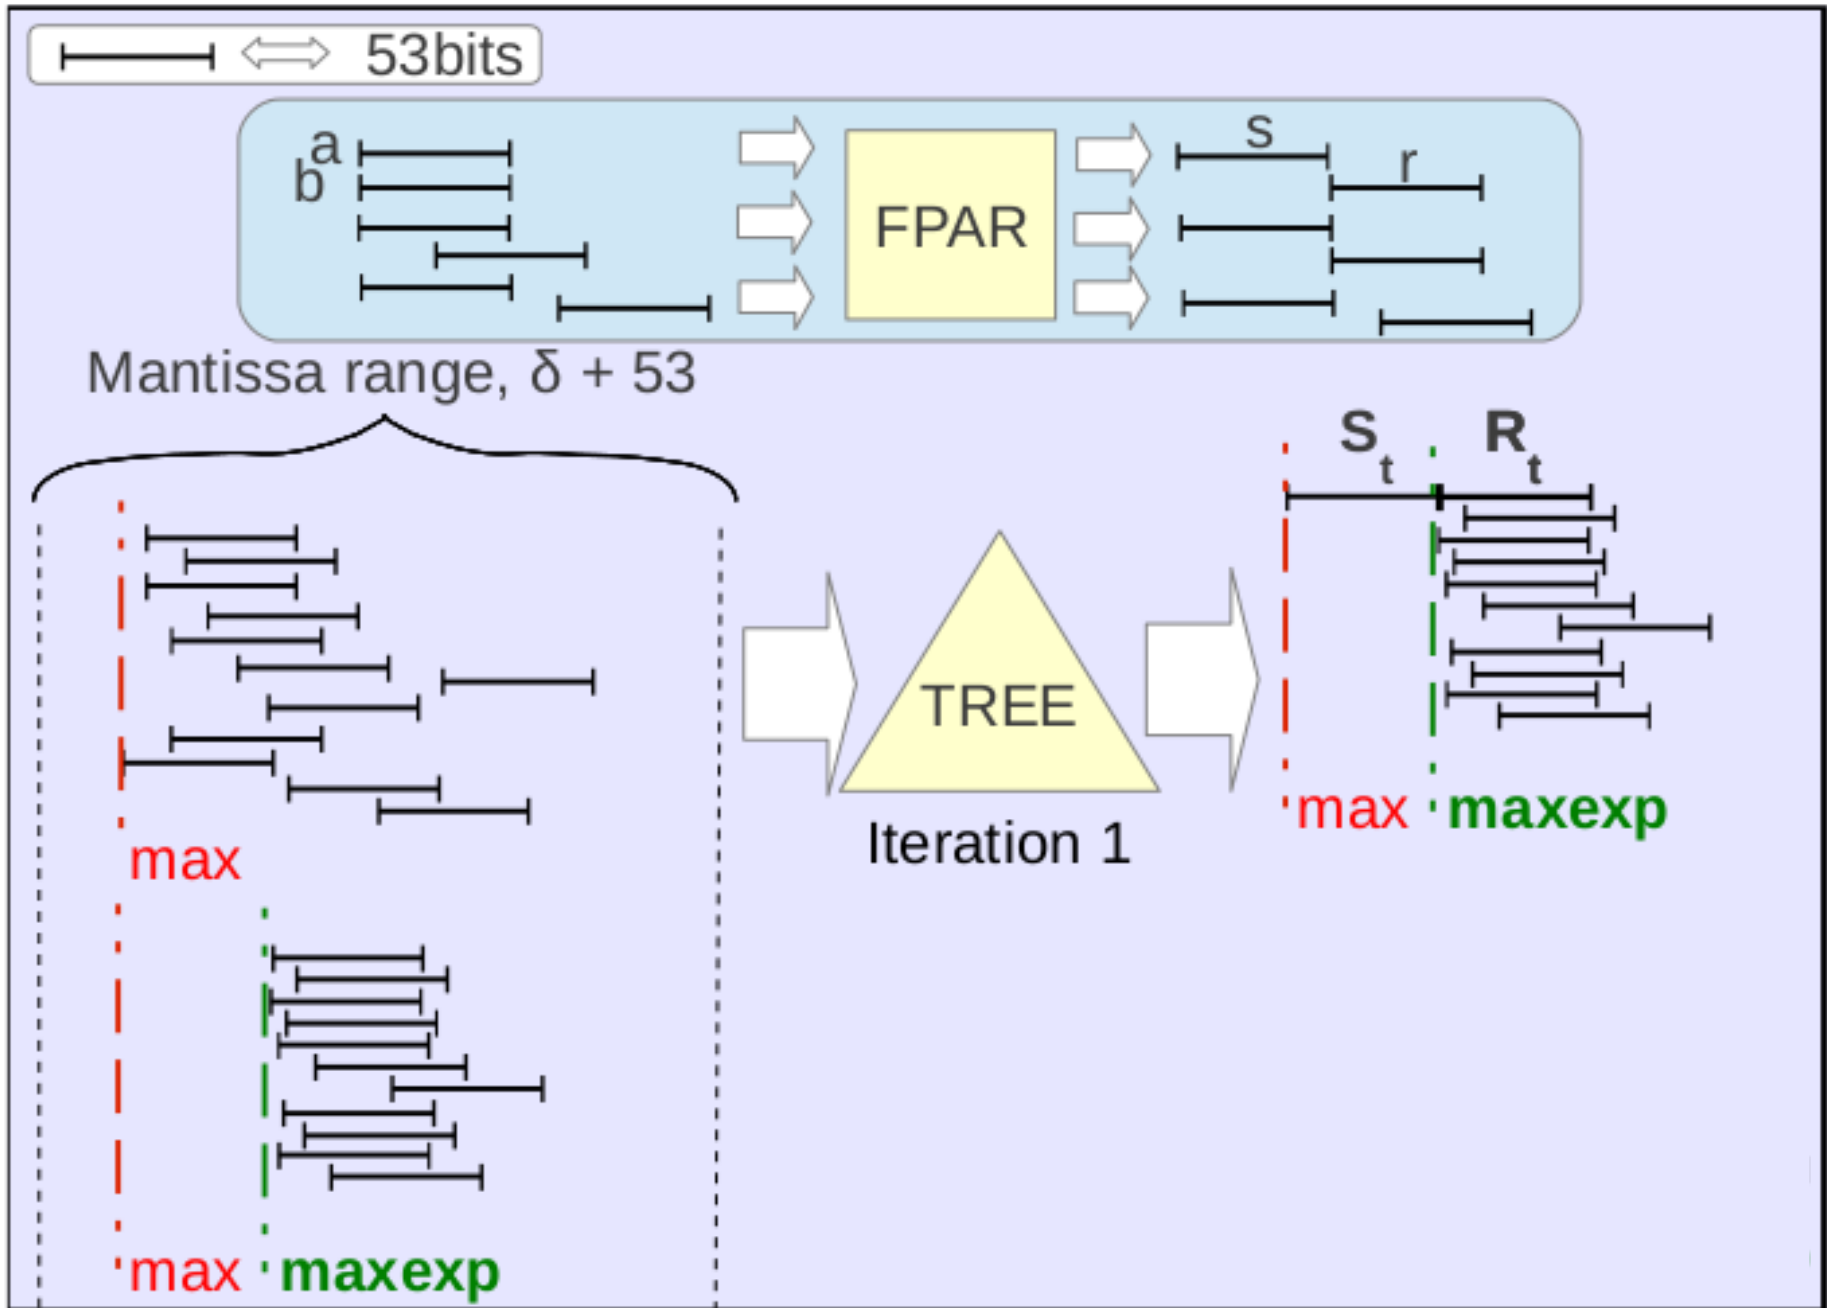 53bits
a
b
FPAR
s
r
Mantissa range, δ + 53
S t
R t
TREE
Iteration 1
max
max
maxexp
max
maxexp